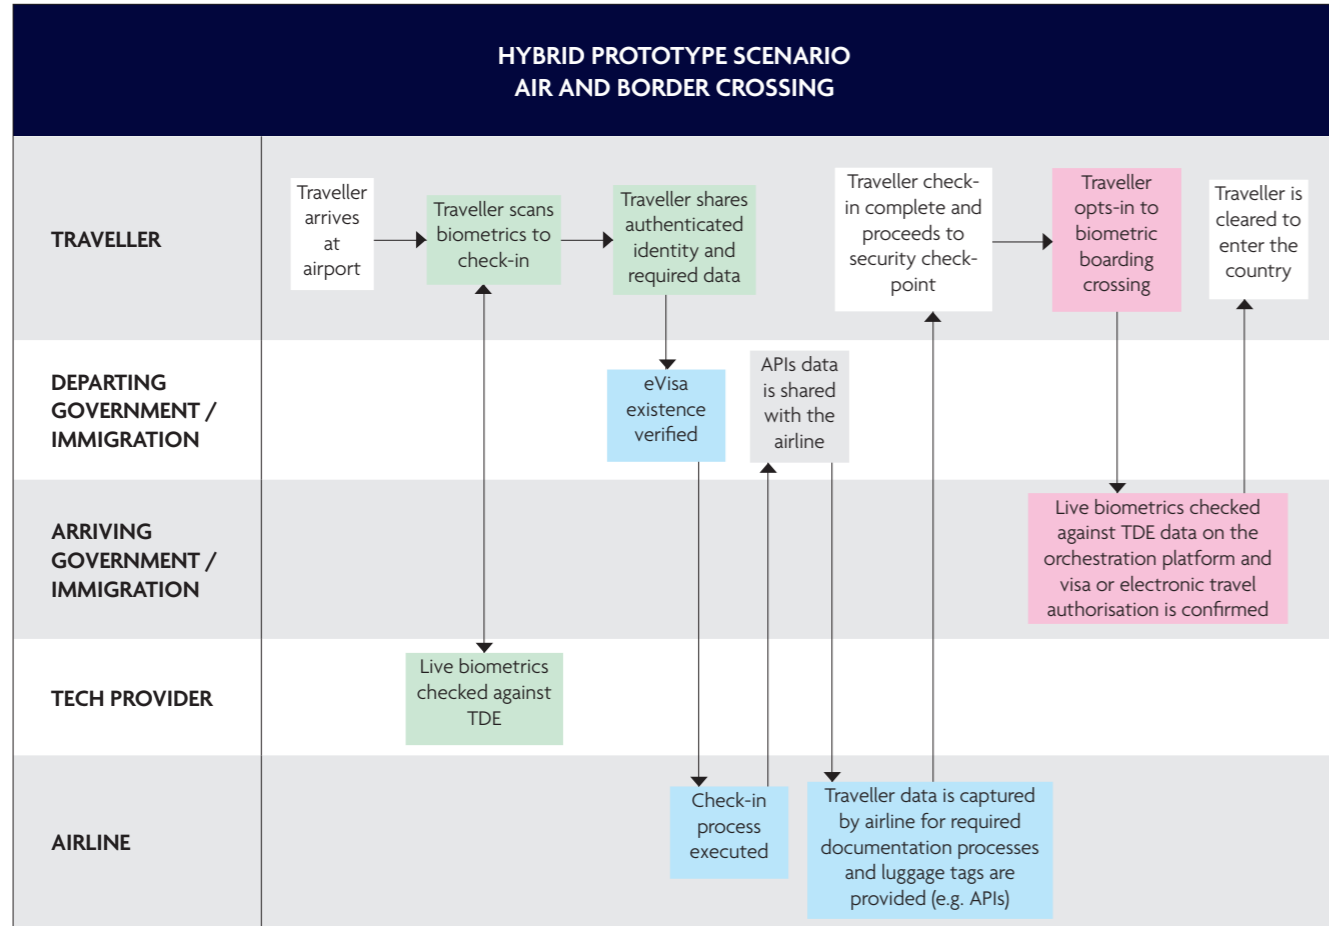 HYBRID PROTOTYPE SCENARIO
AIR AND BORDER CROSSING
TRAVELLER
Traveller
arrives
at
airport
Traveller scans
biometrics to
check-in
Traveller shares
authenticated
identity and
required data
Traveller check-
in complete and
proceeds to
security check-
point
Traveller
opts-in to
biometric
boarding
crossing
Traveller is
cleared to
enter the
country
DEPARTING
GOVERNMENT /
IMMIGRATION
eVisa
existence
verified
APIs data
is shared
with the
airline
ARRIVING
GOVERNMENT /
IMMIGRATION
Live biometrics checked
against TDE data on the
orchestration platform and
visa or electronic travel
authorisation is confirmed
TECH PROVIDER
Live biometrics
checked against
TDE
AIRLINE
Check-in
process
executed
Traveller data is captured
by airline for required
documentation processes
and luggage tags are
provided (e.g. APIs)